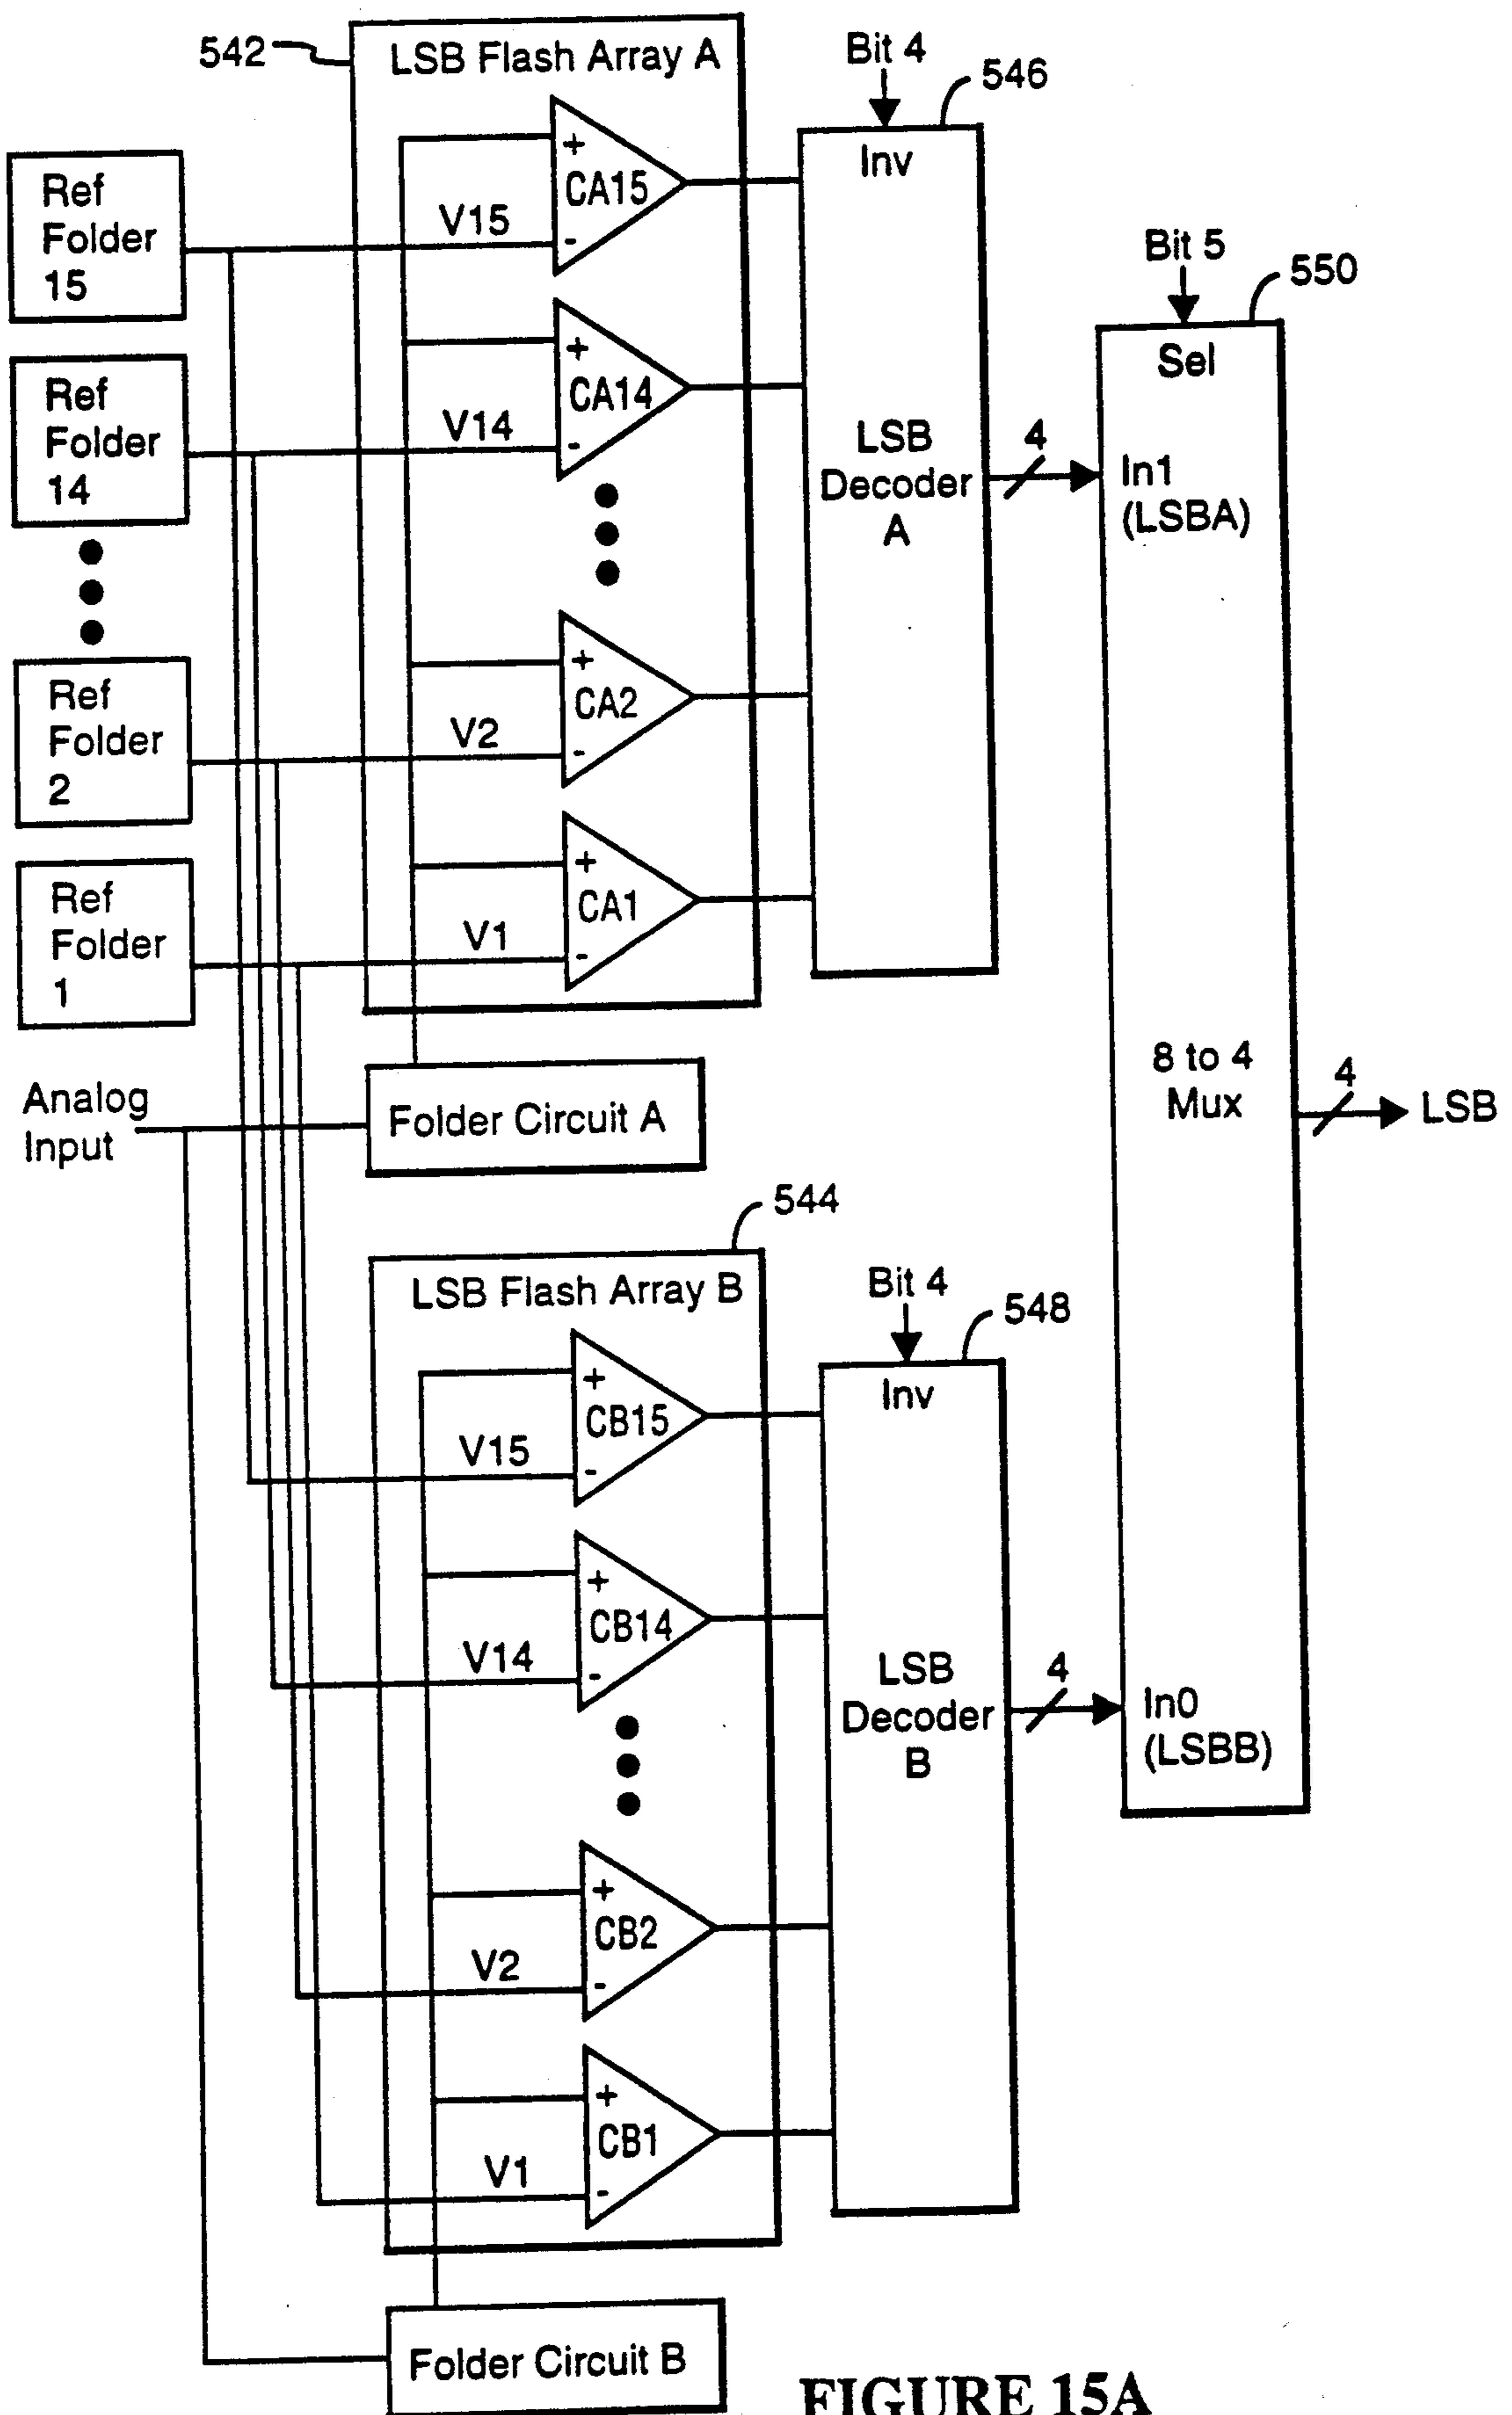 542
LSB Flash Array A
Bit 4
546
Inv
Ref
Folder
15
V15
+
CA15
-
Bit 5
550
Sel
Ref
Folder
14
V14
+
CA14
-
LSB
Decoder
A
4
In1
(LSBA)
Ref
Folder
2
V2
+
CA2
-
Ref
Folder
1
V1
+
CA1
-
8 to 4
Mux
4
LSB
Analog
Input
Folder Circuit A
544
LSB Flash Array B
Bit 4
548
Inv
V15
+
CB15
-
V14
+
CB14
-
LSB
Decoder
B
4
In0
(LSBB)
V2
+
CB2
-
V1
+
CB1
-
Folder Circuit B
FIGURE 15A